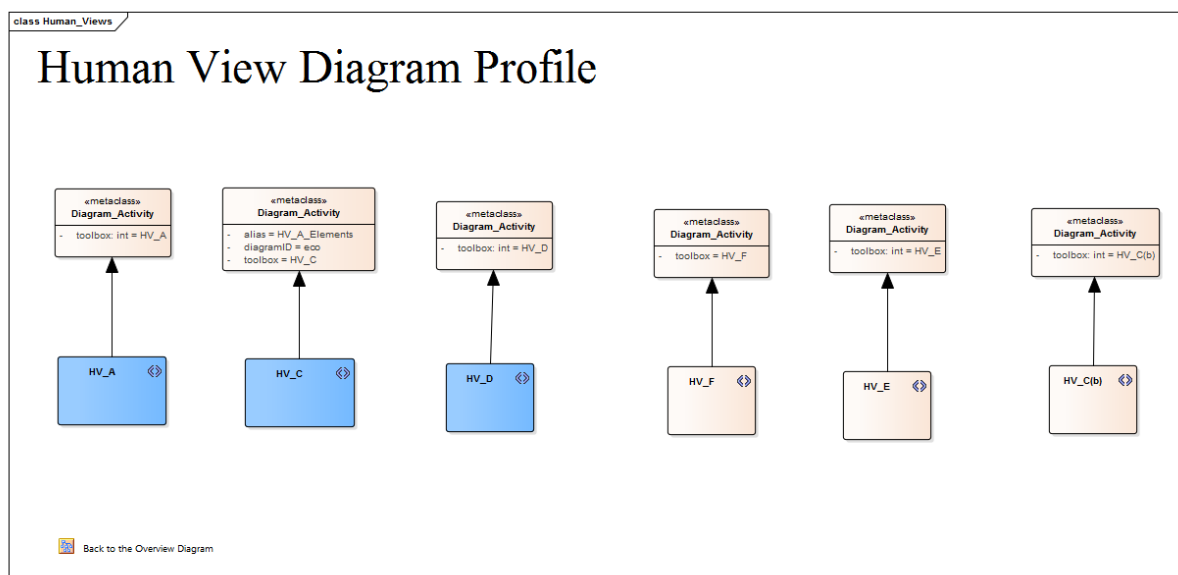 class Human_Views
Human View Diagram Profile
«metaclass»
Diagram_Activity
- toolbox: int = HV_A
«metaclass»
Diagram_Activity
- alias = HV_A_Elements
- diagramID = eco
- toolbox = HV_C
«metaclass»
Diagram_Activity
- toolbox: int = HV_D
«metaclass»
Diagram_Activity
- toolbox = HV_F
«metaclass»
Diagram_Activity
- toolbox: int = HV_E
«metaclass»
Diagram_Activity
- toolbox: int = HV_C(b)
HV_A
HV_C
HV_D
HV_F
HV_E
HV_C(b)
Back to the Overview Diagram